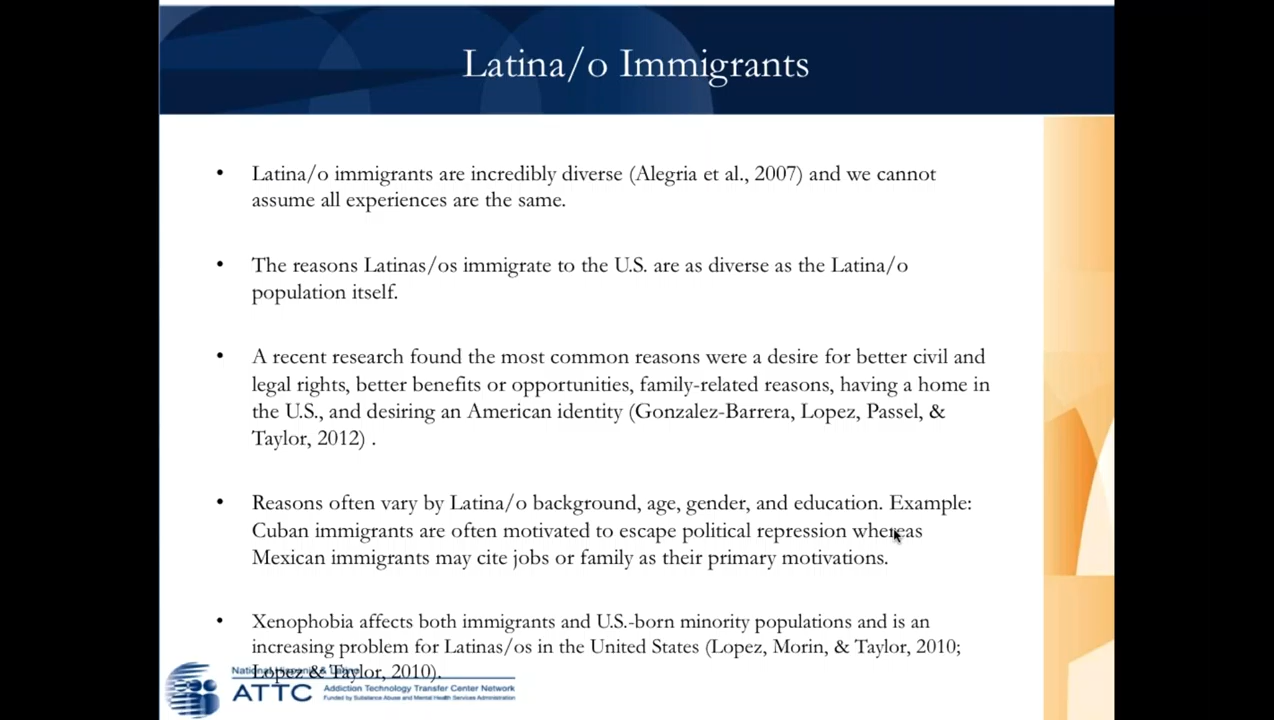 Latina/o Immigrants
• Latina/o immigrants are incredibly diverse (Alegria et al., 2007) and we cannot
assume all experiences are the same.
• The reasons Latinas/os immigrate to the U.S. are as diverse as the Latina/o
population itself.
• A recent research found the most common reasons were a desire for better civil and
legal rights, better benefits or opportunities, family-related reasons, having a home in
the U.S., and desiring an American identity (Gonzalez-Barrera, Lopez, Passel, &
Taylor, 2012) .
• Reasons often vary by Latina/o background, age, gender, and education. Example:
Cuban immigrants are often motivated to escape political repression whereas
Mexican immigrants may cite jobs or family as their primary motivations.
• Xenophobia affects both immigrants and U.S.-born minority populations and is an
increasing problem for Latinas/os in the United States (Lopez, Morin, & Taylor, 2010;
Lopez & Taylor, 2010).
National Hispanic & Latino
ATTC Addiction Technology Transfer Center Network
Funded by Substance Abuse and Mental Health Services Administration